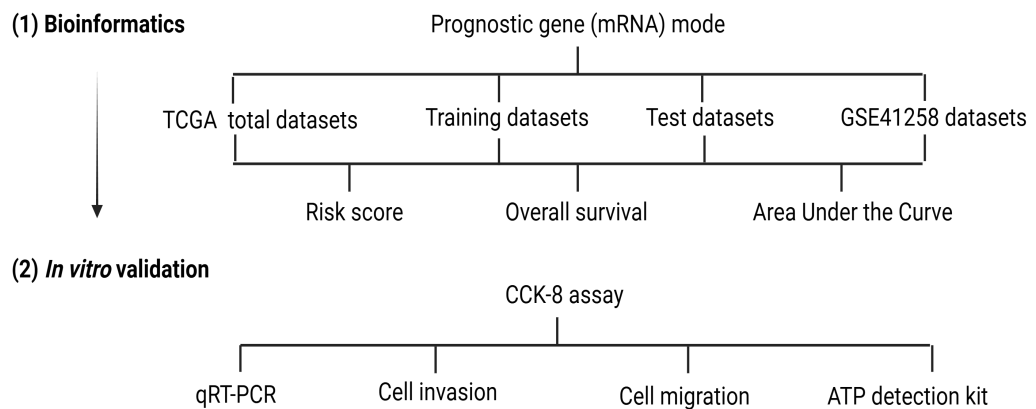 (1) Bioinformatics
Prognostic gene (mRNA) mode
TCGA total datasets
Training datasets
Test datasets
GSE41258 datasets
Risk score
Overall survival
Area Under the Curve
(2) In vitro validation
CCK-8 assay
qRT-PCR
Cell invasion
Cell migration
ATP detection kit